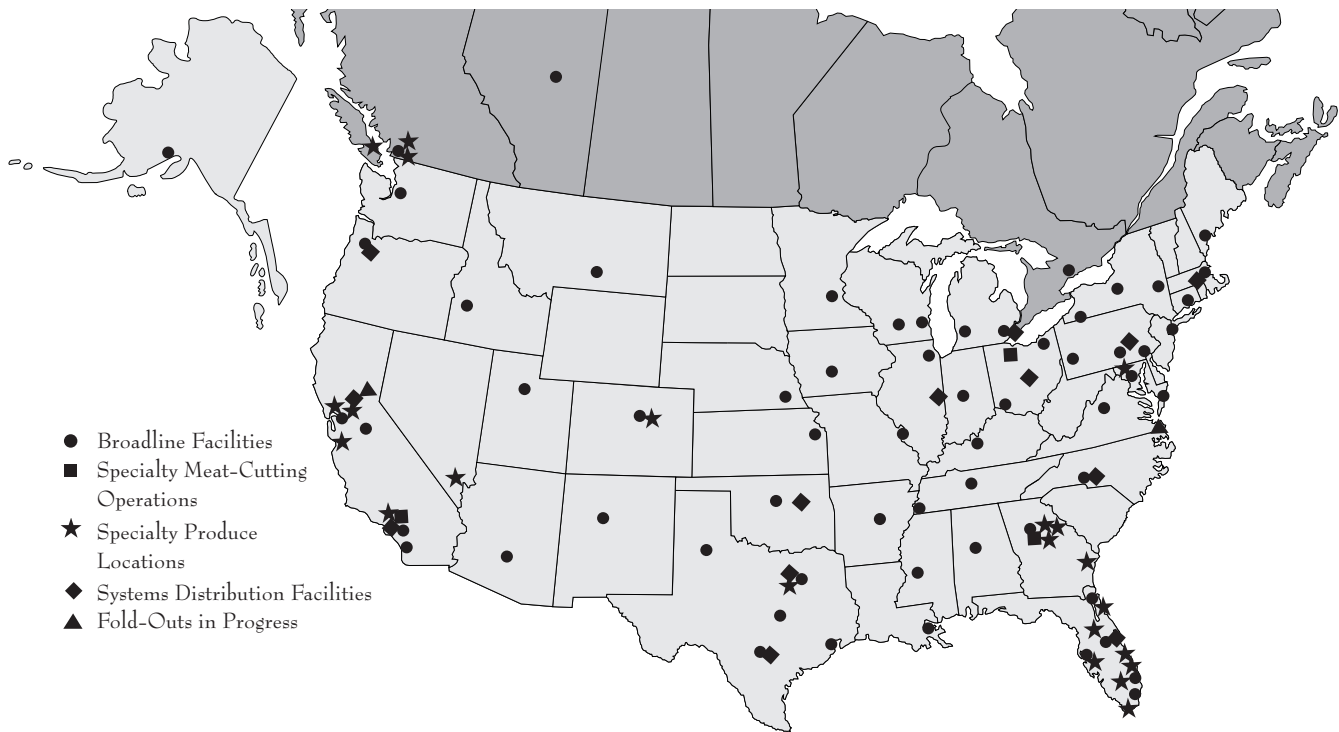 Broadline Facilities
Specialty Meat-Cutting
Operations
Specialty Produce
Locations
Systems Distribution Facilities
Fold-Outs in Progress